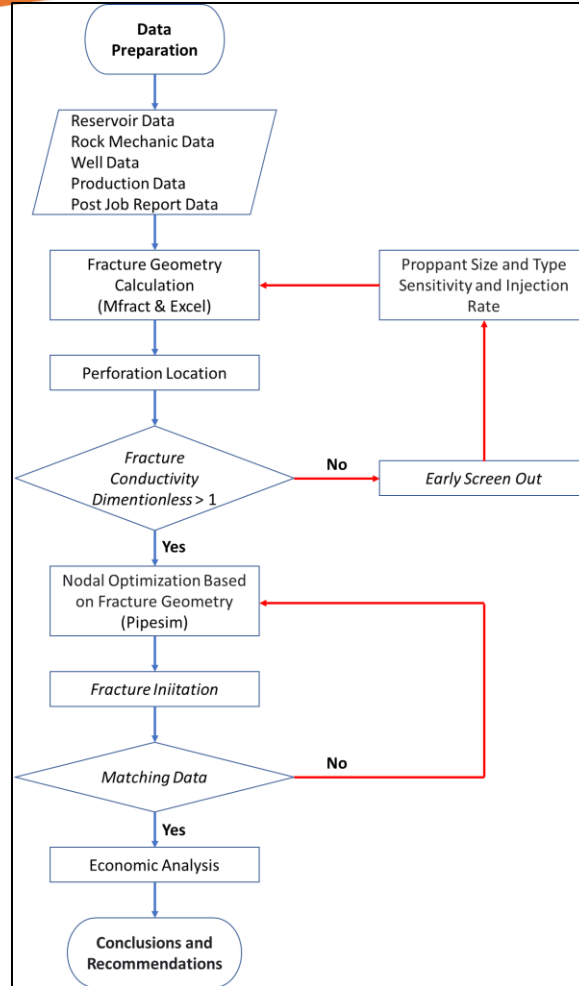 Data
Preparation
Reservoir Data
Rock Mechanic Data
Well Data
Production Data
Post Job Report Data
Fracture Geometry
Calculation
(Mfract & Excel)
Proppant Size and Type
Sensitivity and Injection
Rate
Perforation Location
Fracture
Conductivity
Dimentionless > 1
No
Early Screen Out
Yes
Nodal Optimization Based
on Fracture Geometry
(Pipesim)
Fracture Iniitation
Matching Data
No
Yes
Economic Analysis
Conclusions and
Recommendations